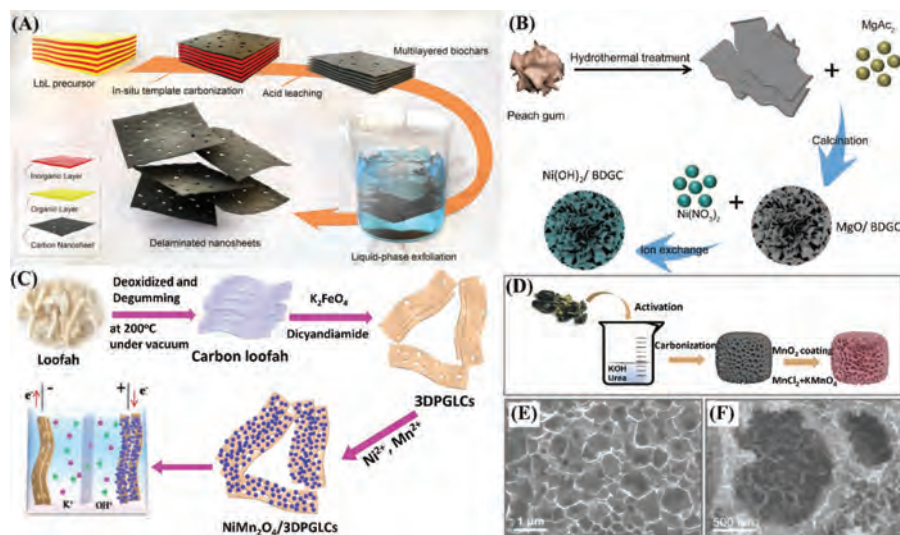 (A)
LbL precursor
In-situ template carbonization
Acid leaching
Multilayered biochars
Inorganic Layer
Organic Layer
Carbon Nanosheet
Delaminated nanosheets
Liquid-phase exfoliation
(B)
Peach gum
Hydrothermal treatment
+
MgAc₂
Calcination
Ni(OH)₂/ BDGC
Ni(NO₃)₂
+
MgO/ BDGC
Ion exchange
(C)
Loofah
Deoxidized and
Degumming
at 200°C
under vacuum
Carbon loofah
K₂FeO₄
Dicyandiamide
3DPGLCs
Ni²⁺, Mn²⁺
NiMn₂O₄/3DPGLCs
e⁻
-
+
e⁻
K⁺
(D)
Activation
KOH
Urea
Carbonization
MnO₂ coating
MnCl₂+KMnO₄
(E)
1 μm
(F)
500 nm